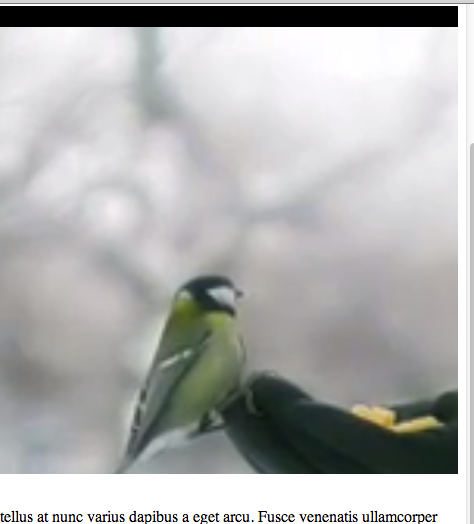 tellus at nunc varius dapibus a eget arcu. Fusce venenatis ullamcorper